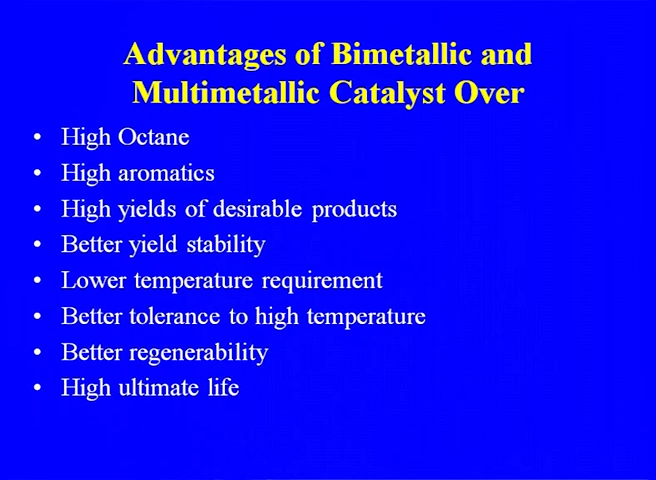 Advantages of Bimetallic and
Multimetallic Catalyst Over
• High Octane
• High aromatics
• High yields of desirable products
• Better yield stability
• Lower temperature requirement
• Better tolerance to high temperature
• Better regenerability
• High ultimate life